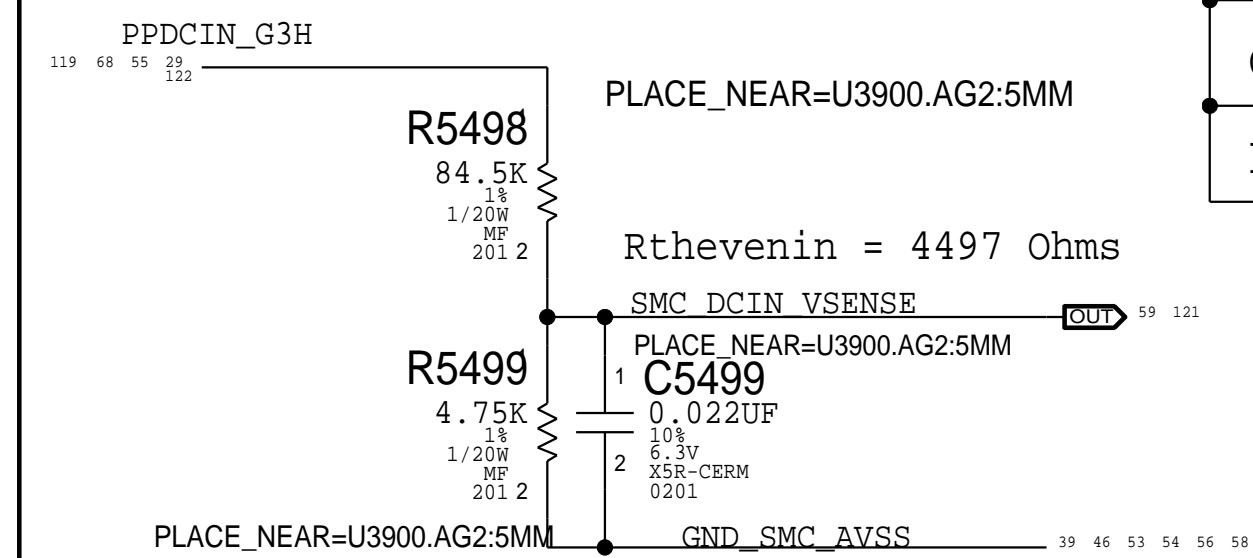 PPDCIN_G3H
119 68 55 29
122
PLACE_NEAR=U3900.AG2:5MM
R5498
84.5K
1%
1/20W
MF
201 2
Rthevenin = 4497 Ohms
SMC_DCIN_VSENSE
OUT 59 121
PLACE_NEAR=U3900.AG2:5MM
R5499
4.75K
1%
1/20W
MF
201 2
1 C5499
0.022UF
10%
6.3V
2 X5R-CERM
0201
PLACE_NEAR=U3900.AG2:5MM
GND_SMC_AVSS
39 46 53 54 56 58